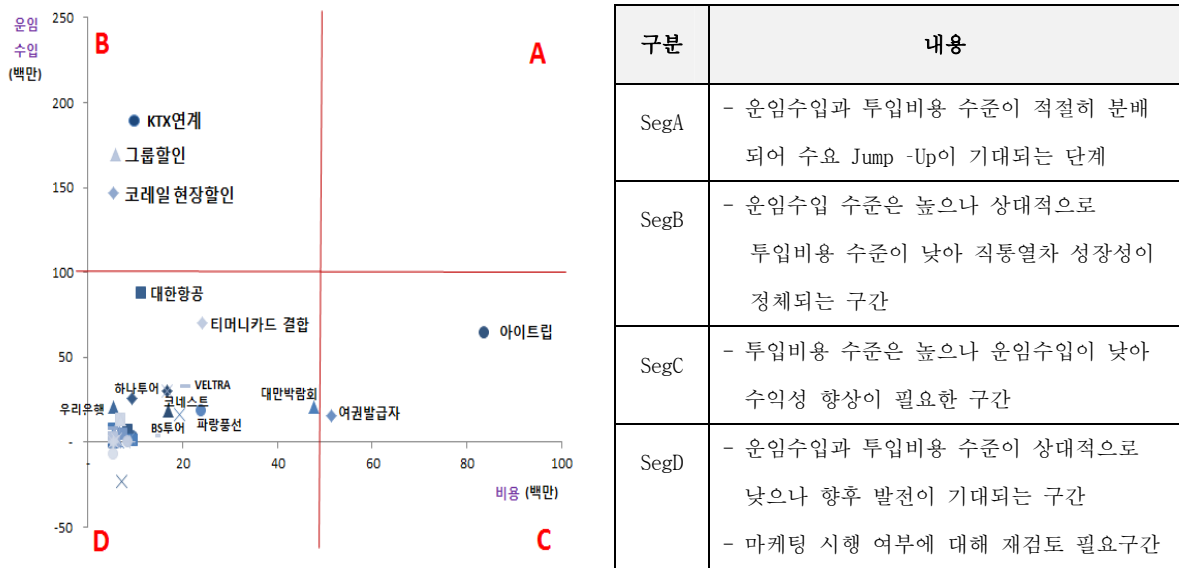 운임
수입
(백만)
250
200
150
100
50
-
-50
-
20
40
60
80
100
비용 (백만)
B
A
D
C
KTX연계
그룹할인
코레일 현장할인
대한항공
티머니카드 결합
아이트립
하나투어
VELTRA
코네스트
우리은행
BS투어
파랑풍선
대만박람회
여권발급자
구분
내용
SegA
- 운임수입과 투입비용 수준이 적절히 분배
되어 수요 Jump -Up이 기대되는 단계
SegB
- 운임수입 수준은 높으나 상대적으로
투입비용 수준이 낮아 직통열차 성장성이
정체되는 구간
SegC
- 투입비용 수준은 높으나 운임수입이 낮아
수익성 향상이 필요한 구간
SegD
- 운임수입과 투입비용 수준이 상대적으로
낮으나 향후 발전이 기대되는 구간
- 마케팅 시행 여부에 대해 재검토 필요구간